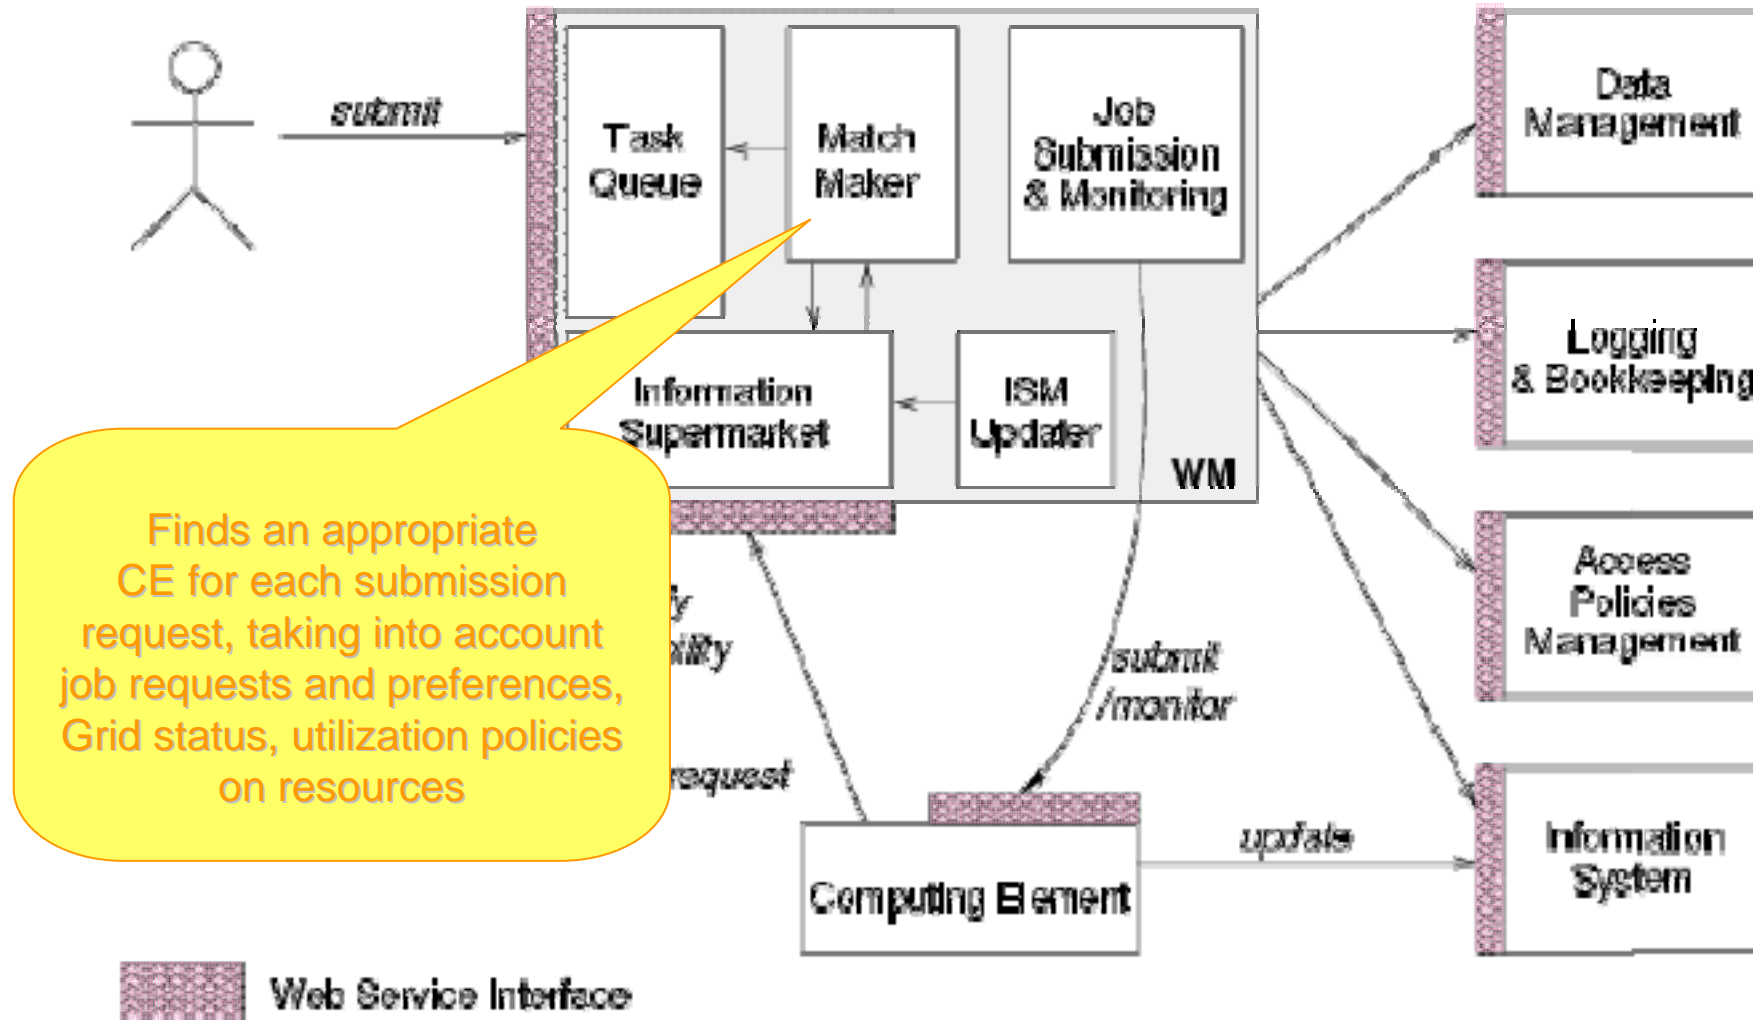 submit
Task
Queue
Match
Maker
Job
Submission
& Monitoring
Data
Management
Information
Supermarket
ISM
Updater
WM
Logging
& Bookkeeping
Finds an appropriate
CE for each submission
request, taking into account
job requests and preferences,
Grid status, utilization policies
on resources
request
submit
/monitor
Access
Policies
Management
Computing Element
update
Information
System
Web Service Interface